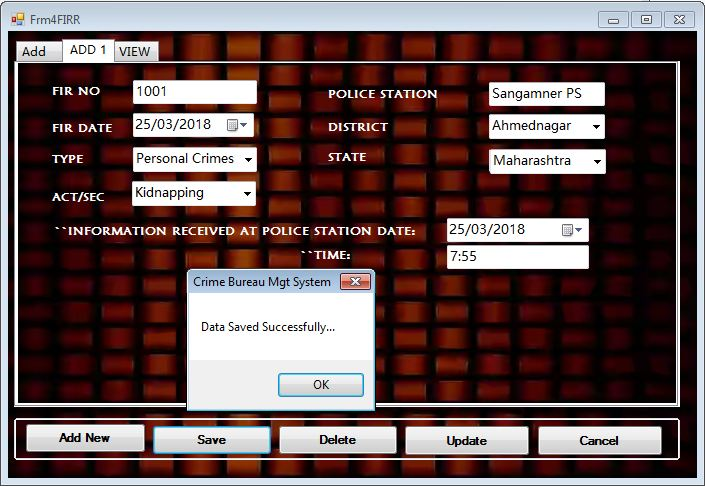 Frm4FIRR
Add ADD 1 VIEW
FIR NO 1001 POLICE STATION Sangamner PS
FIR DATE 25/03/2018 DISTRICT Ahmednagar
TYPE Personal Crimes STATE Maharashtra
ACT/SEC Kidnapping
``INFORMATION RECEIVED AT POLICE STATION DATE: 25/03/2018
``TIME: 7:55
Crime Bureau Mgt System
Data Saved Successfully...
OK
Add New Save Delete Update Cancel